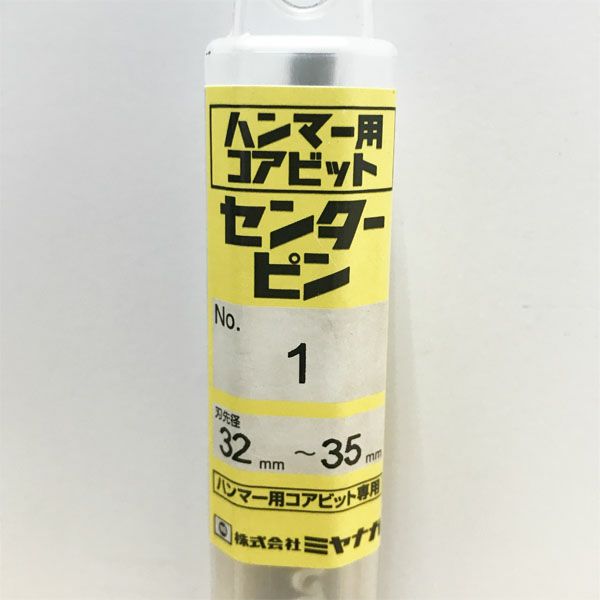 ハンマー用
コアビット
センター
ピン
No.
1
刃先径
32 mm ～35 mm
ハンマー用コアビット専用
株式会社 ミヤナガ